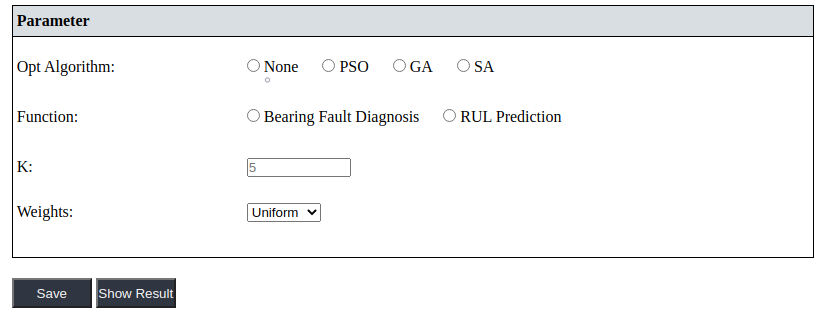 Parameter
Opt Algorithm: None PSO GA SA
Function: Bearing Fault Diagnosis RUL Prediction
K: 5
Weights: Uniform
Save Show Result